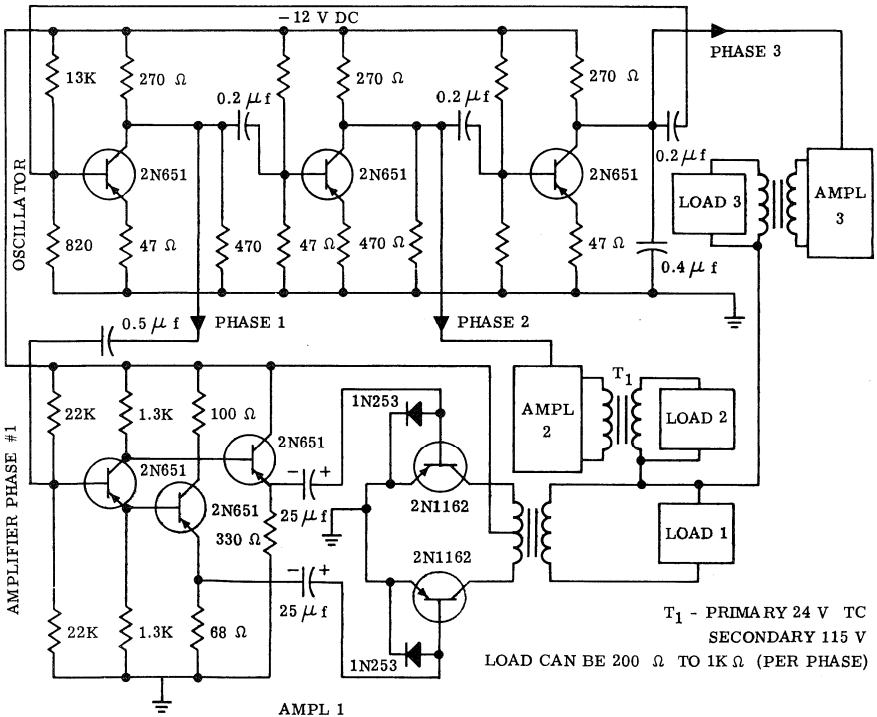 −12 V DC
PHASE 3
13K
270 Ω
0.2 μf
270 Ω
0.2 μf
270 Ω
0.2 μf
2N651
2N651
2N651
LOAD 3
AMPL
3
OSCILLATOR
820
47 Ω
470
47 Ω
470 Ω
47 Ω
0.4 μf
0.5 μf
PHASE 1
PHASE 2
T1
22K
1.3K
100 Ω
1N253
AMPL
2
LOAD 2
AMPLIFIER PHASE #1
2N651
2N651
2N651
− +
25 μf
2N1162
330 Ω
− +
25 μf
2N1162
LOAD 1
22K
1.3K
68 Ω
1N253
T1 - PRIMARY 24 V TC
SECONDARY 115 V
LOAD CAN BE 200 Ω TO 1K Ω (PER PHASE)
AMPL 1